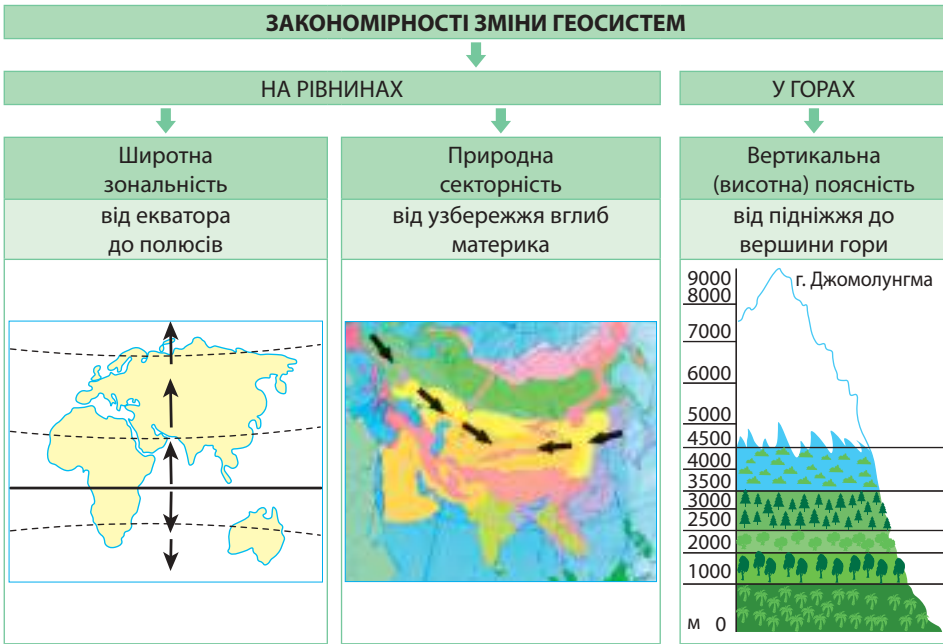 ЗАКОНОМІРНОСТІ ЗМІНИ ГЕОСИСТЕМ
НА РІВНИНАХ
У ГОРАХ
Широтна
зональність
від екватора
до полюсів
Природна
секторність
від узбережжя вглиб
материка
Вертикальна
(висотна) поясність
від підніжжя до
вершини гори
г. Джомолунгма
9000
8000
7000
6000
5000
4500
4000
3500
3000
2500
2000
1000
м 0